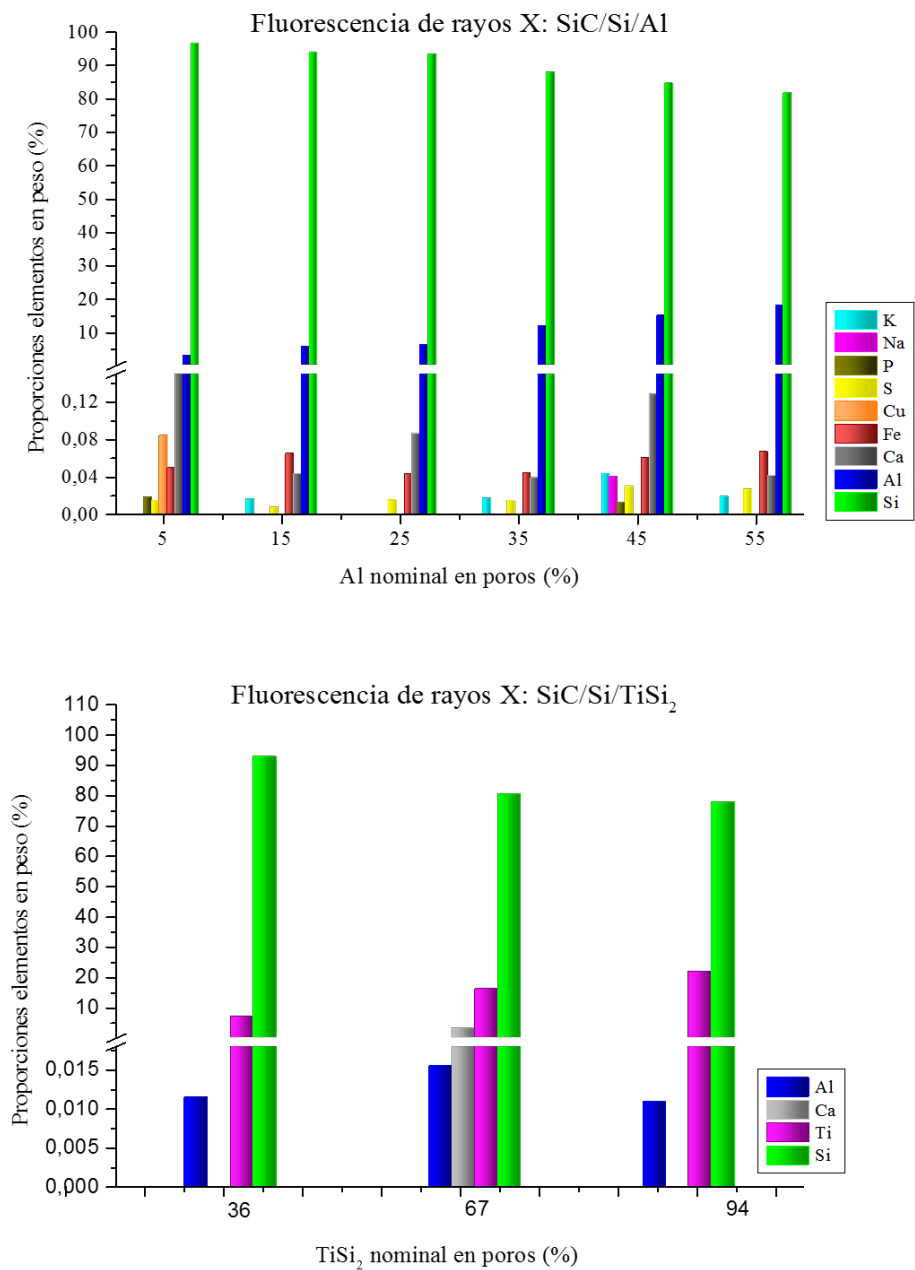 Fluorescencia de rayos X: SiC/Si/Al
Proporciones elementos en peso (%)
100
90
80
70
60
50
40
30
20
10
0,12
0,08
0,04
0,00
5 15 25 35 45 55
Al nominal en poros (%)
K
Na
P
S
Cu
Fe
Ca
Al
Si
Fluorescencia de rayos X: SiC/Si/TiSi₂
Proporciones elementos en peso (%)
110
100
90
80
70
60
50
40
30
20
10
0,015
0,010
0,005
0,000
36 67 94
TiSi₂ nominal en poros (%)
Al
Ca
Ti
Si